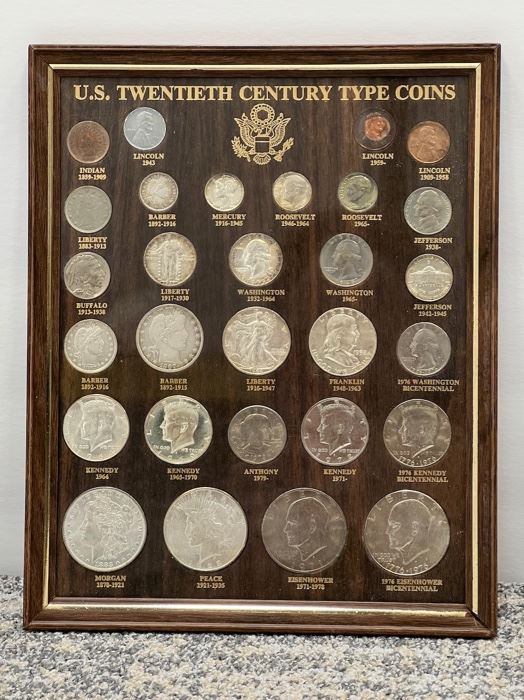 U.S. TWENTIETH CENTURY TYPE COINS
INDIAN
1859-1909
LINCOLN
1943
LINCOLN
1959-
LINCOLN
1909-1958
LIBERTY
1883-1913
BARBER
1892-1916
MERCURY
1916-1945
ROOSEVELT
1946-1964
ROOSEVELT
1965-
JEFFERSON
1938-
BUFFALO
1913-1938
LIBERTY
1917-1930
WASHINGTON
1932-1964
WASHINGTON
1965-
JEFFERSON
1942-1945
BARBER
1892-1916
BARBER
1892-1915
LIBERTY
1916-1947
FRANKLIN
1948-1963
1976 WASHINGTON
BICENTENNIAL
KENNEDY
1964
KENNEDY
1965-1970
ANTHONY
1979-
KENNEDY
1971-
1976 KENNEDY
BICENTENNIAL
MORGAN
1878-1921
PEACE
1921-1935
EISENHOWER
1971-1978
1976 EISENHOWER
BICENTENNIAL